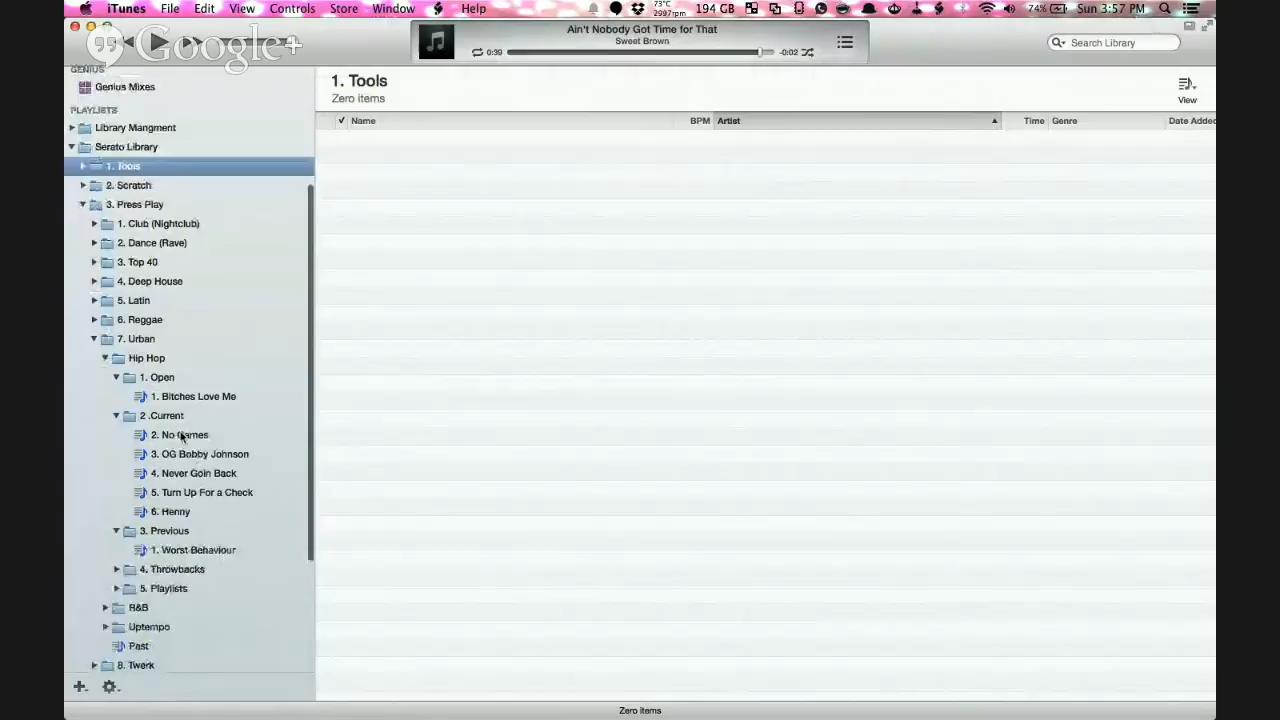 iTunes File Edit View Controls Store Window Help 73°C 2997rpm 194 GB 74% Sun 3:57 PM
Google+
Ain't Nobody Got Time for That
Sweet Brown
0:39 -0:02
Search Library
GENIUS
Genius Mixes
PLAYLISTS
Library Mangment
Serato Library
1. Tools
2. Scratch
3. Press Play
1. Club (Nightclub)
2. Dance (Rave)
3. Top 40
4. Deep House
5. Latin
6. Reggae
7. Urban
Hip Hop
1. Open
1. Bitches Love Me
2 .Current
2. No
3. OG Bobby Johnson
4. Never Goin Back
5. Turn Up For a Check
6. Henny
3. Previous
1. Worst Behaviour
4. Throwbacks
5. Playlists
R&B
Uptempo
Past
8. Twerk
1. Tools
Zero items
View
Name BPM Artist Time Genre Date Added
Zero items